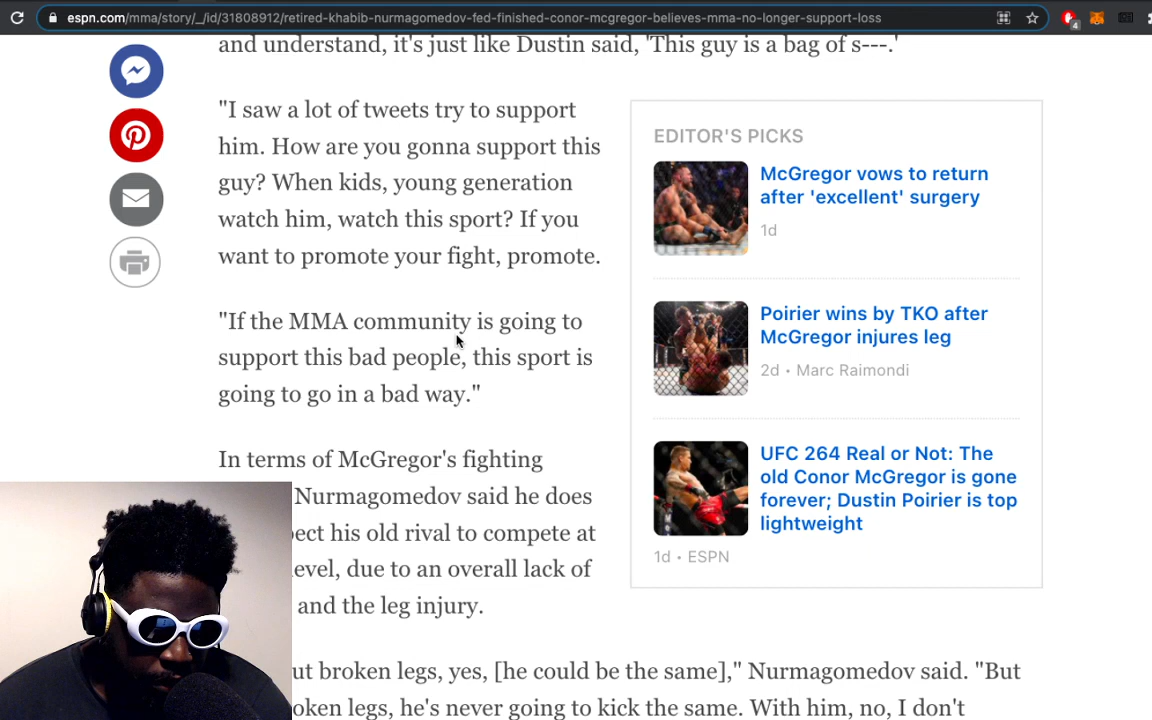 espn.com/mma/story/_/id/31808912/retired-khabib-nurmagomedov-fed-finished-conor-mcgregor-believes-mma-no-longer-support-loss
4
and understand, it's just like Dustin said, 'This guy is a bag of s---.'
"I saw a lot of tweets try to support
him. How are you gonna support this
guy? When kids, young generation
watch him, watch this sport? If you
want to promote your fight, promote.
"If the MMA community is going to
support this bad people, this sport is
going to go in a bad way."
In terms of McGregor's fighting
Nurmagomedov said he does
ect his old rival to compete at
evel, due to an overall lack of
and the leg injury.
ut broken legs, yes, [he could be the same]," Nurmagomedov said. "But
oken legs, he's never going to kick the same. With him, no, I don't
EDITOR'S PICKS
McGregor vows to return
after 'excellent' surgery
1d
Poirier wins by TKO after
McGregor injures leg
2d • Marc Raimondi
UFC 264 Real or Not: The
old Conor McGregor is gone
forever; Dustin Poirier is top
lightweight
1d • ESPN